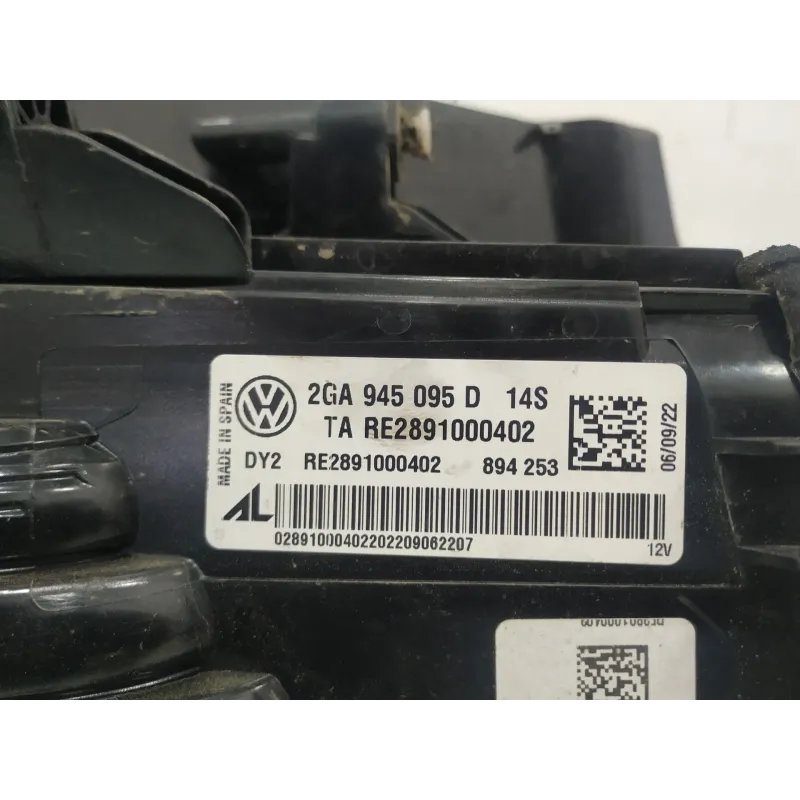 MADE IN SPAIN
2GA 945 095 D 14S
TA RE2891000402
DY2 RE2891000402 894 253
06/09/22
AL
02891000402202209062207
12V